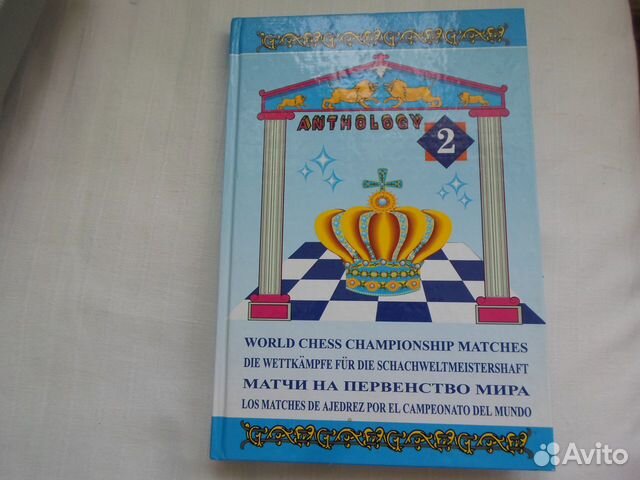 ANTHOLOGY
2
WORLD CHESS CHAMPIONSHIP MATCHES
DIE WETTKÄMPFE FÜR DIE SCHACHWELTMEISTERSHAFT
МАТЧИ НА ПЕРВЕНСТВО МИРА
LOS MATCHES DE AJEDREZ POR EL CAMPEONATO DEL MUNDO
Avito